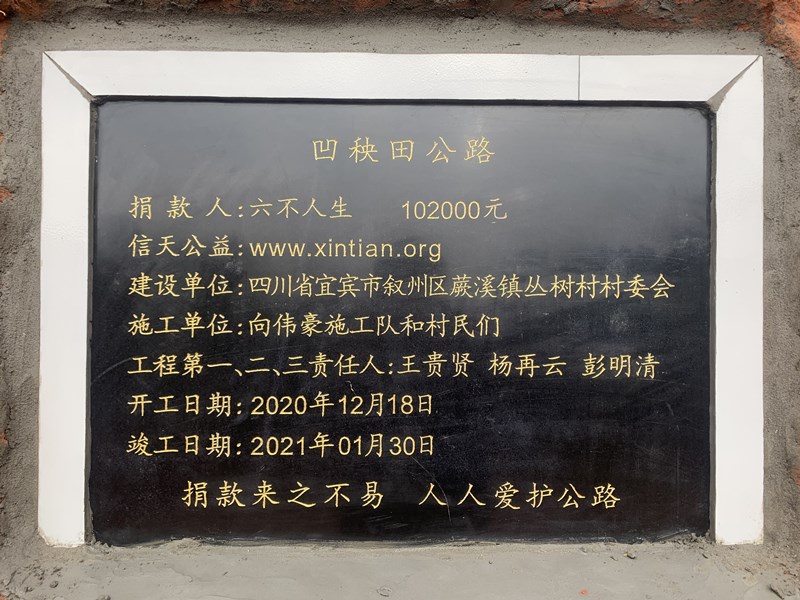 凹秧田公路
捐 款 人:六不人生 102000元
信天公益:www.xintian.org
建设单位:四川省宜宾市叙州区蕨溪镇丛树村村委会
施工单位:向伟豪施工队和村民们
工程第一、二、三责任人:王贵贤 杨再云 彭明清
开工日期: 2020年12月18日
竣工日期: 2021年01月30日
捐款来之不易 人人爱护公路